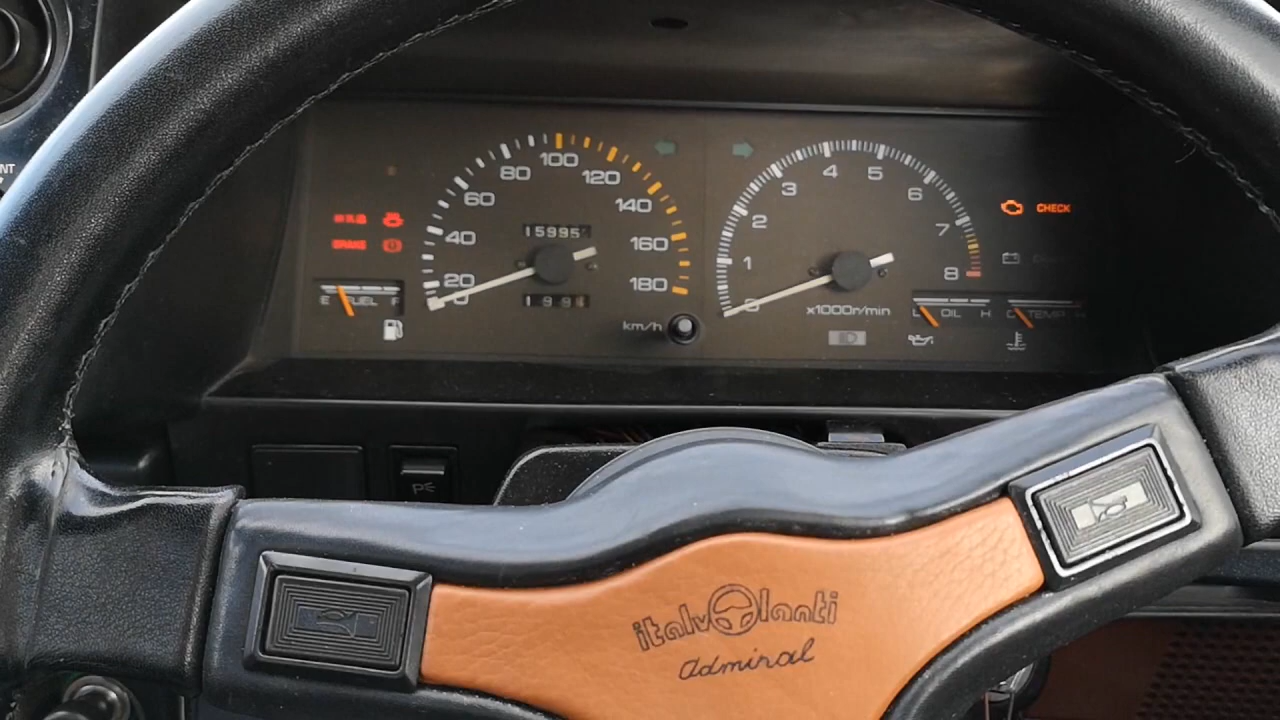 NT
100
80
120
60
140
40
160
20
180
15995
km/h
BRAKE
E FUEL F
4
5
3
6
2
7
1
8
0
x1000r/min
CHECK
L OIL H
C TEMP H
P
italvolanti
admiral